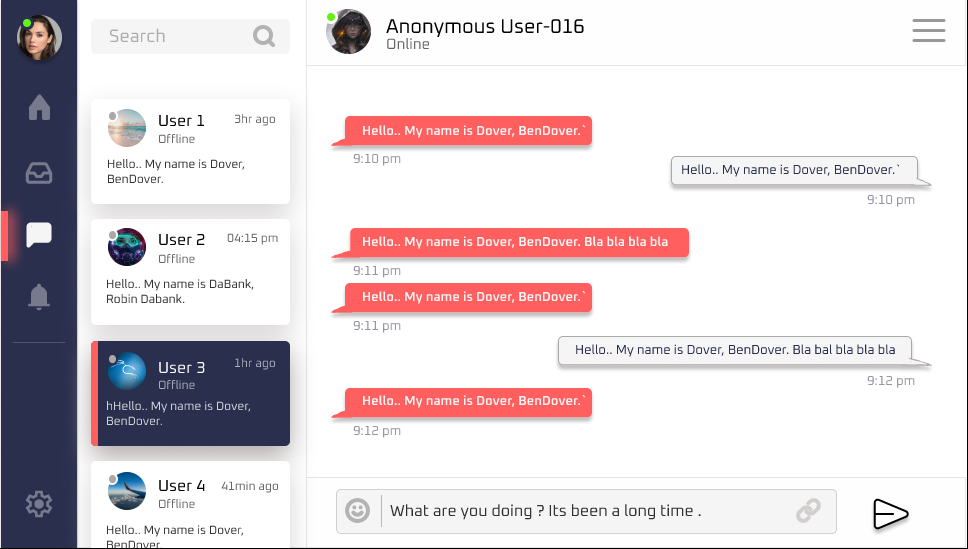 Search
User 1
3hr ago
Offline
Hello.. My name is Dover,
BenDover.
User 2
04:15 pm
Offline
Hello.. My name is DaBank,
Robin Dabank.
User 3
1hr ago
Offline
hHello.. My name is Dover,
BenDover.
User 4
41min ago
Offline
Hello.. My name is Dover,
BenDover.
Anonymous User-016
Online
Hello.. My name is Dover, BenDover.`
9:10 pm
Hello.. My name is Dover, BenDover.`
9:10 pm
Hello.. My name is Dover, BenDover. Bla bla bla bla
9:11 pm
Hello.. My name is Dover, BenDover.`
9:11 pm
Hello.. My name is Dover, BenDover. Bla bal bla bla bla
9:12 pm
Hello.. My name is Dover, BenDover.`
9:12 pm
What are you doing ? Its been a long time .